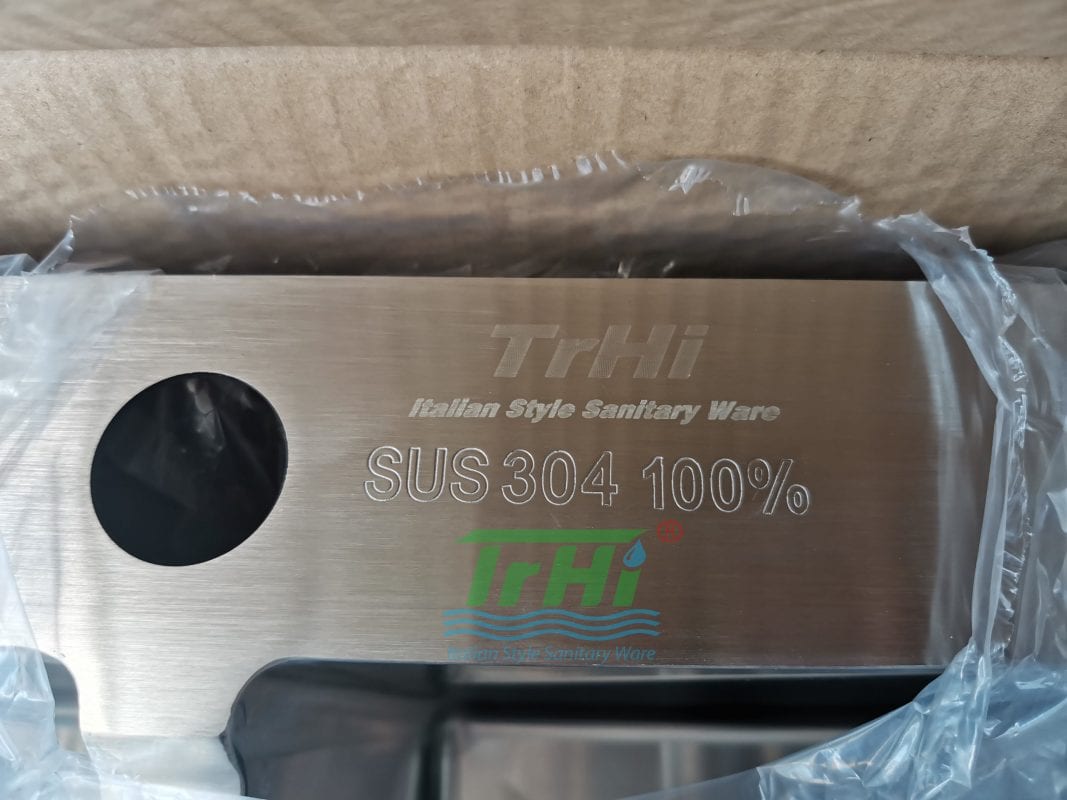 TrHi
Italian Style Sanitary Ware
SUS 304 100%
TrHi ®
Italian Style Sanitary Ware